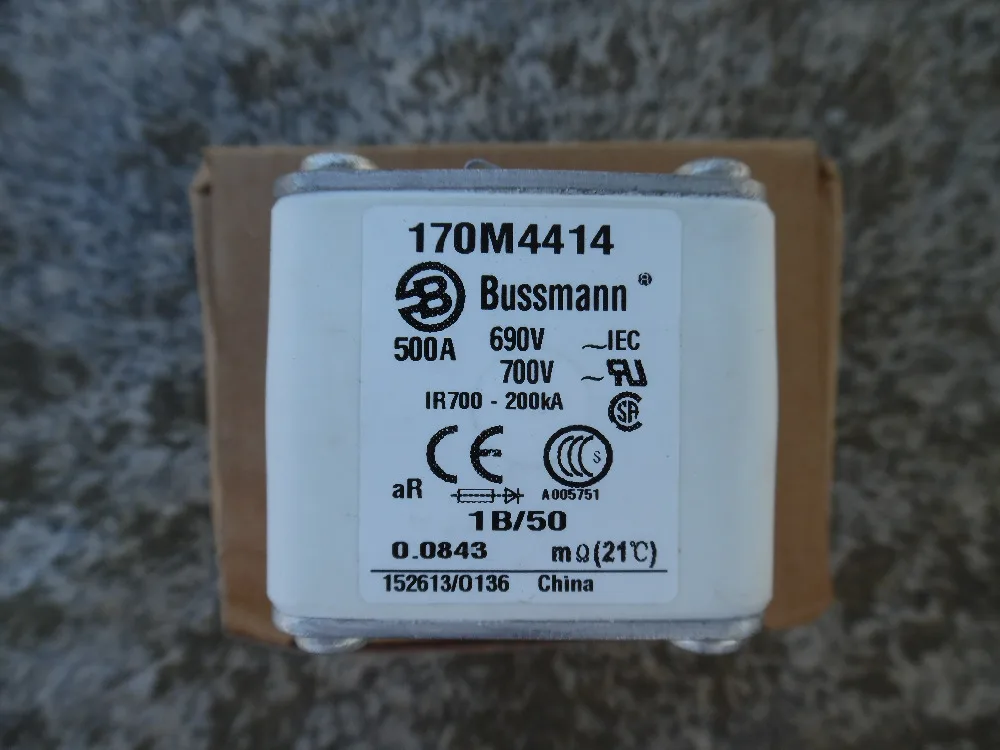 170M4414
Bussmann ®
500A 690V ~IEC
700V ~
IR700 - 200kA
CE
aR A005751
1B/50
0.0843 mΩ(21℃)
152613/0136 China